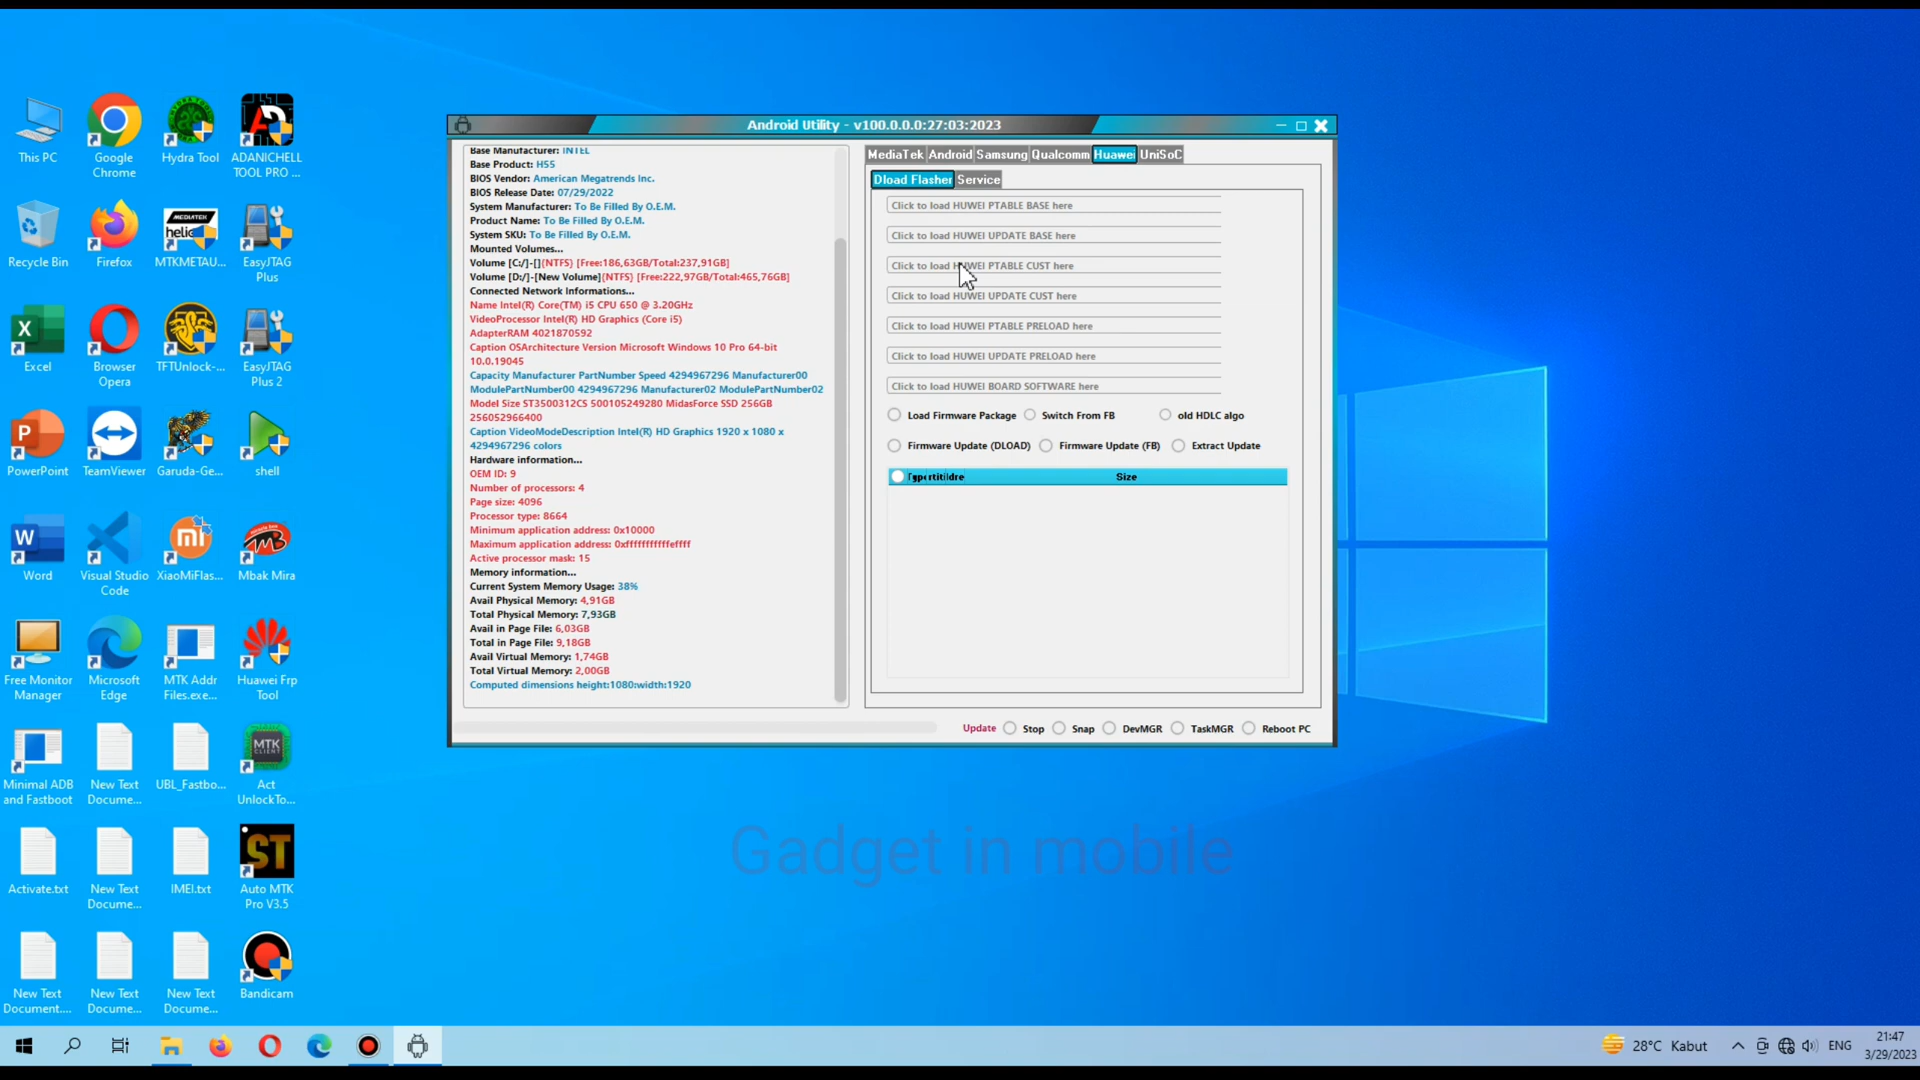 This PC
Google
Chrome
Hydra Tool
ADANICHELL
TOOL PRO ...
Recycle Bin
Firefox
MEDIATEK
helio
MTKMETAU...
EasyJTAG
Plus
Excel
Browser
Opera
TFTUnlock-...
EasyJTAG
Plus 2
PowerPoint
TeamViewer
Garuda-Ge...
shell
Word
Visual Studio
Code
XiaoMiFlas...
Mbak Mira
Free Monitor
Manager
Microsoft
Edge
MTK Addr
Files.exe...
Huawei Frp
Tool
Minimal ADB
and Fastboot
New Text
Docume...
UBL_Fastbo...
MTK
CLIENT
Act
UnlockTo...
Activate.txt
New Text
Docume...
IMEI.txt
ST
Auto MTK
Pro V3.5
New Text
Document....
New Text
Docume...
New Text
Docume...
Bandicam
Android Utility - v100.0.0.0:27:03:2023
Base Manufacturer: INTEL
Base Product: H55
BIOS Vendor: American Megatrends Inc.
BIOS Release Date: 07/29/2022
System Manufacturer: To Be Filled By O.E.M.
Product Name: To Be Filled By O.E.M.
System SKU: To Be Filled By O.E.M.
Mounted Volumes...
Volume [C:/]-[]{NTFS} [Free:186,63GB/Total:237,91GB]
Volume [D:/]-[New Volume]{NTFS} [Free:222,97GB/Total:465,76GB]
Connected Network Informations...
Name Intel(R) Core(TM) i5 CPU 650 @ 3.20GHz
VideoProcessor Intel(R) HD Graphics (Core i5)
AdapterRAM 4021870592
Caption OSArchitecture Version Microsoft Windows 10 Pro 64-bit
10.0.19045
Capacity Manufacturer PartNumber Speed 4294967296 Manufacturer00
ModulePartNumber00 4294967296 Manufacturer02 ModulePartNumber02
Model Size ST3500312CS 500105249280 MidasForce SSD 256GB
256052966400
Caption VideoModeDescription Intel(R) HD Graphics 1920 x 1080 x
4294967296 colors
Hardware information...
OEM ID: 9
Number of processors: 4
Page size: 4096
Processor type: 8664
Minimum application address: 0x10000
Maximum application address: 0xfffffffffffeffff
Active processor mask: 15
Memory information...
Current System Memory Usage: 38%
Avail Physical Memory: 4,91GB
Total Physical Memory: 7,93GB
Avail in Page File: 6,03GB
Total in Page File: 9,18GB
Avail Virtual Memory: 1,74GB
Total Virtual Memory: 2,00GB
Computed dimensions height:1080:width:1920
MediaTek Android Samsung Qualcomm Huawei UniSoC
Dload Flasher Service
Click to load HUWEI PTABLE BASE here
Click to load HUWEI UPDATE BASE here
Click to load HUWEI PTABLE CUST here
Click to load HUWEI UPDATE CUST here
Click to load HUWEI PTABLE PRELOAD here
Click to load HUWEI UPDATE PRELOAD here
Click to load HUWEI BOARD SOFTWARE here
Load Firmware Package Switch From FB old HDLC algo
Firmware Update (DLOAD) Firmware Update (FB) Extract Update
Size
Update Stop Snap DevMGR TaskMGR Reboot PC
Gadget in mobile
28°C Kabut
ENG
21:47
3/29/2023